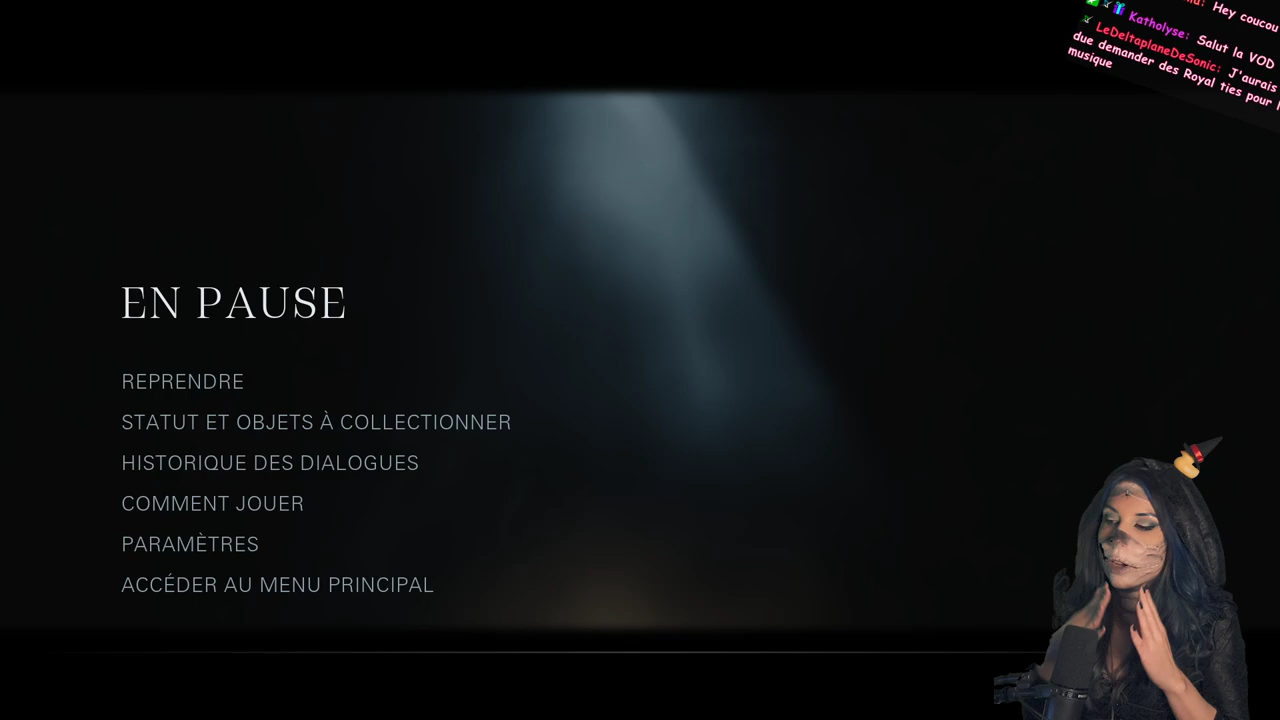 Hey coucou
Katholyse: Salut la VOD
LeDeltaplaneDeSonic: J'aurais
due demander des Royal ties pour
musique
EN PAUSE
REPRENDRE
STATUT ET OBJETS À COLLECTIONNER
HISTORIQUE DES DIALOGUES
COMMENT JOUER
PARAMÈTRES
ACCÉDER AU MENU PRINCIPAL